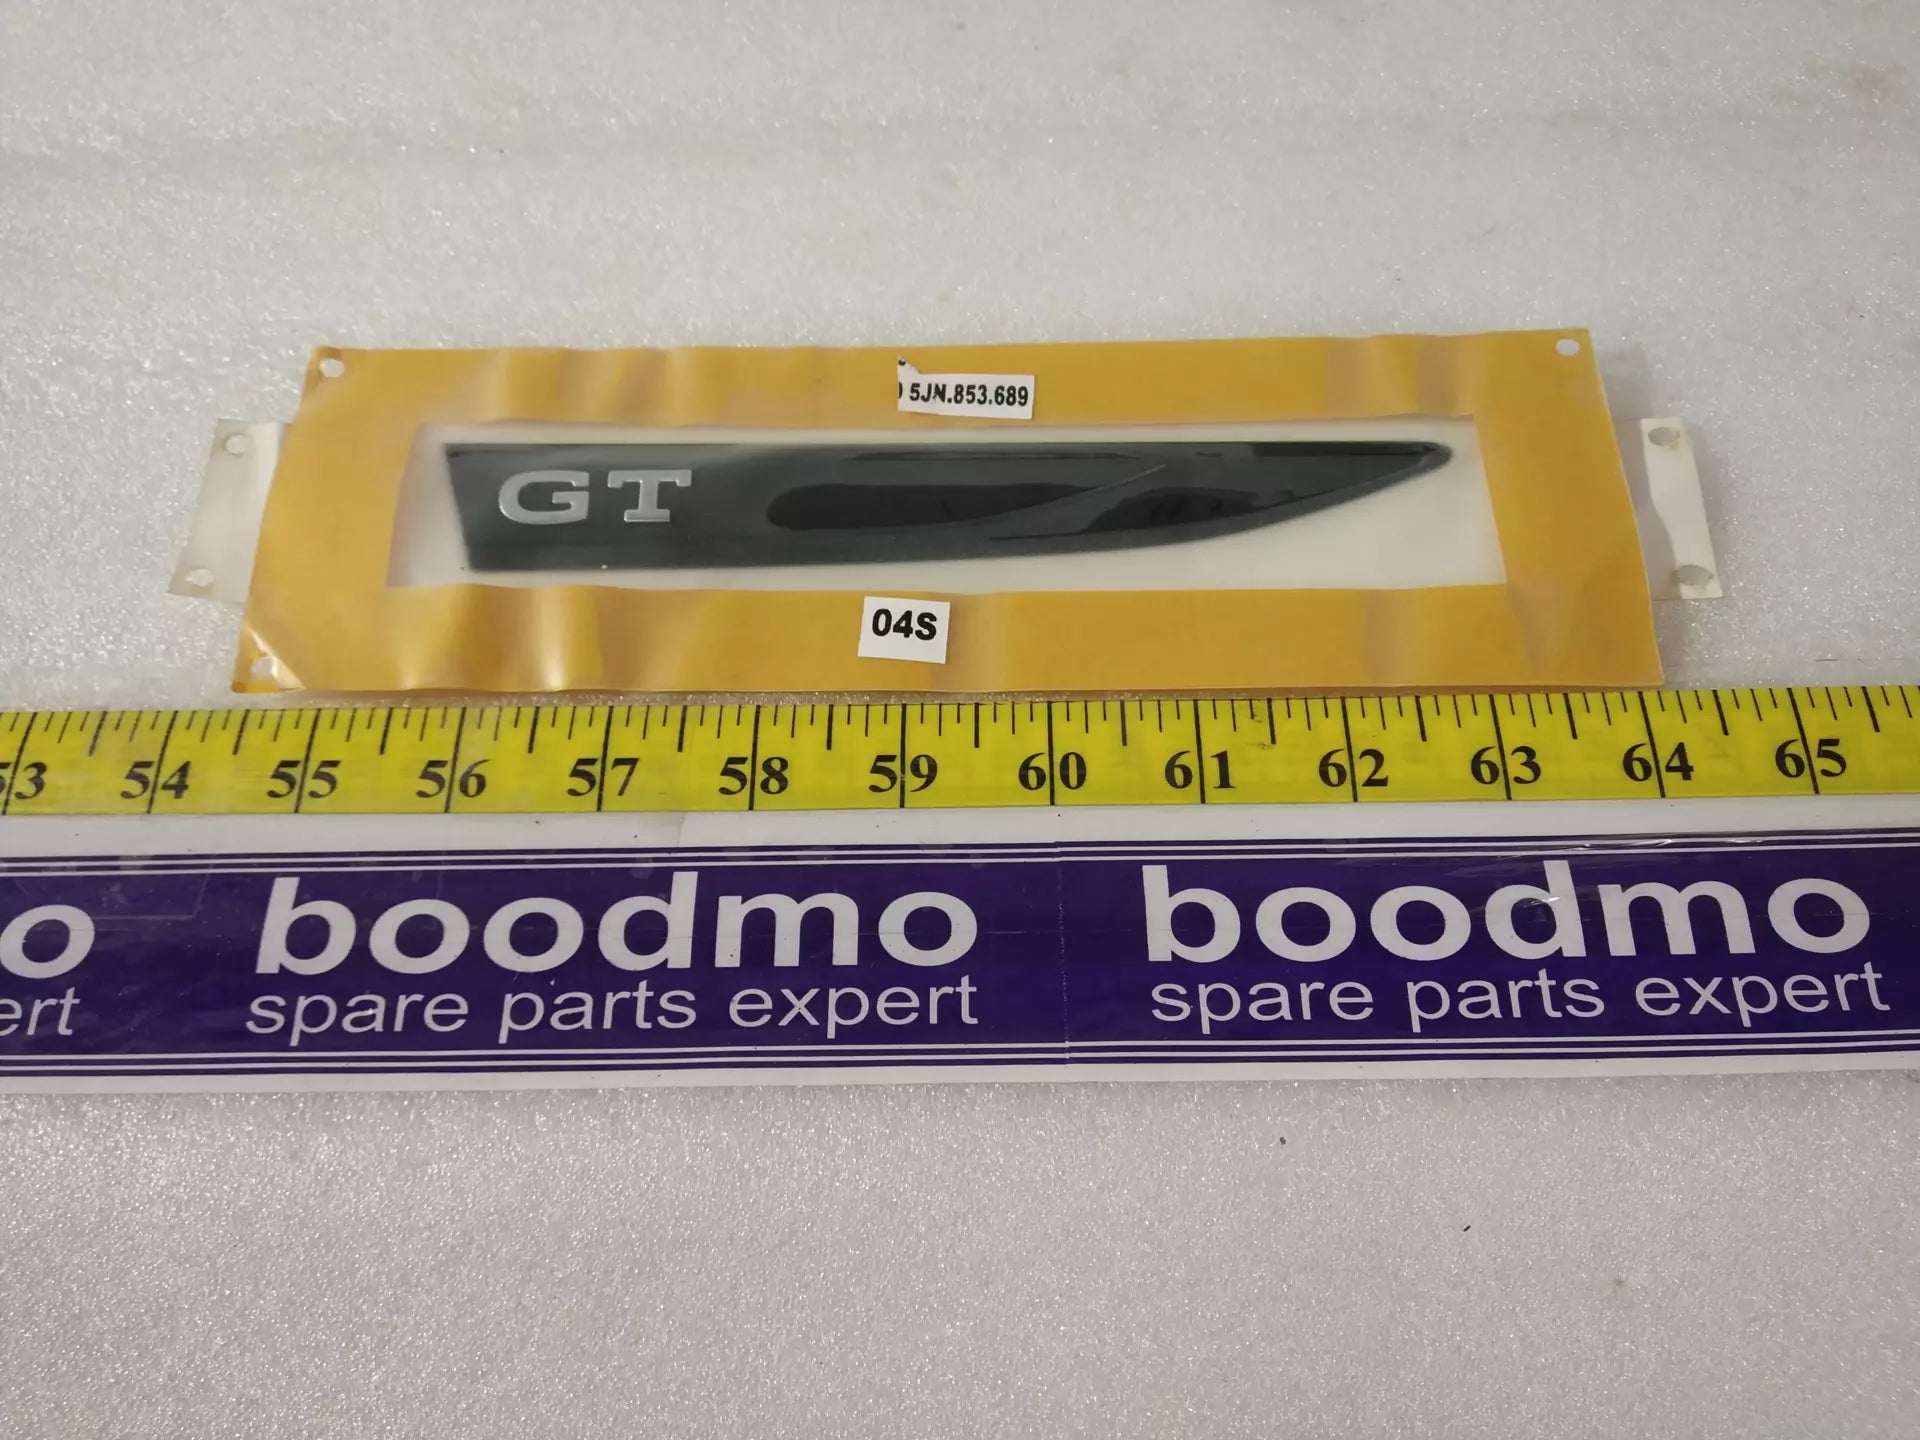 5JN.853.689
GT
04S
53 54 55 56 57 58 59 60 61 62 63 64 65
boodmo boodmo
ert spare parts expert spare parts expert